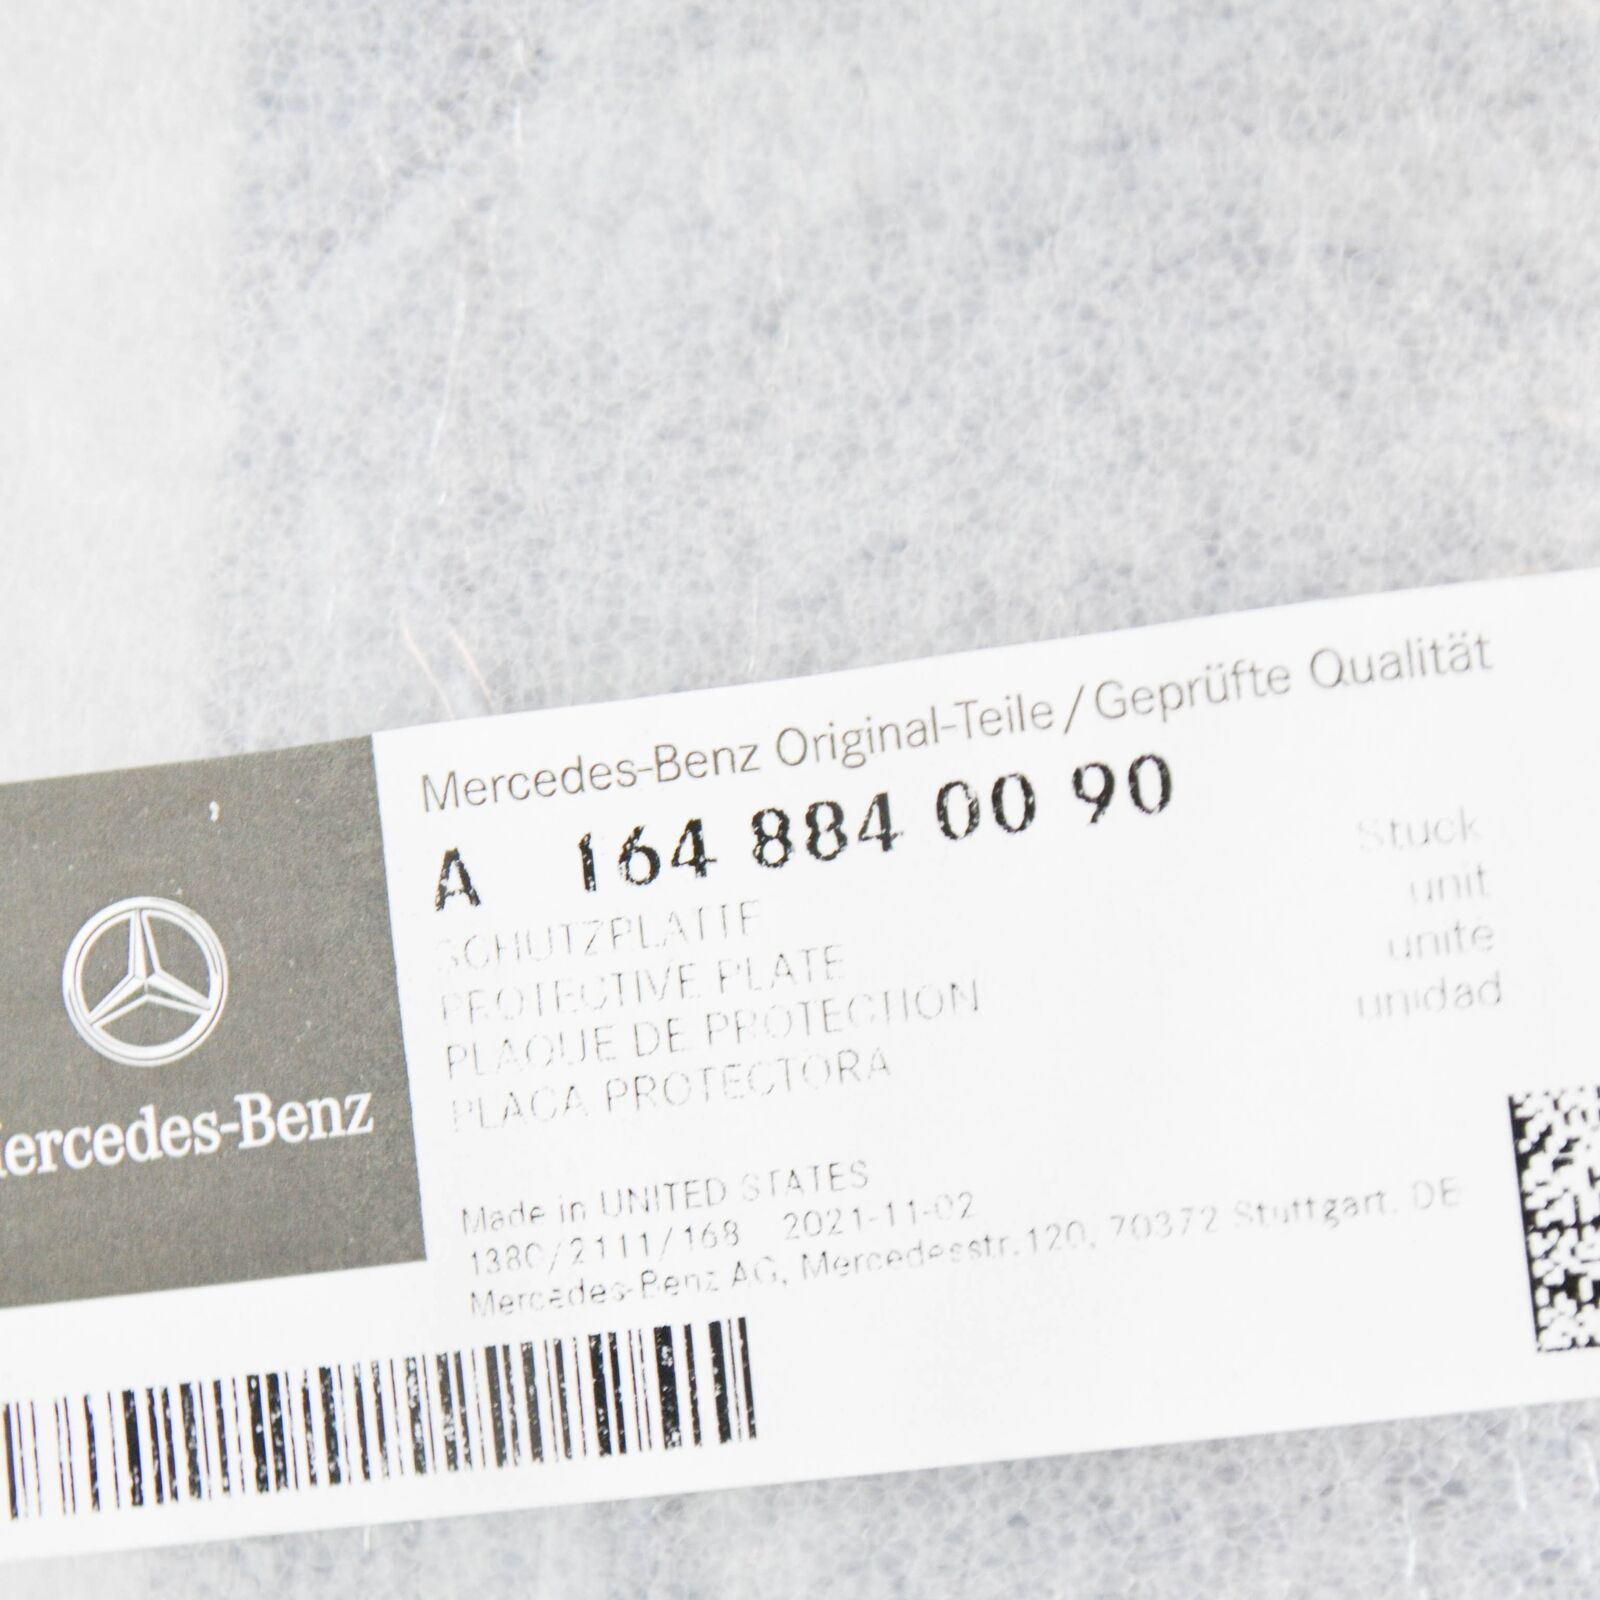 Mercedes-Benz Original-Teile/Geprüfte Qualität
A 164 884 00 90
SCHUTZPLATTE
PROTECTIVE PLATE
PLAQUE DE PROTECTION
PLACA PROTECTORA
Stück
unit
unité
unidad
Mercedes-Benz
Made in UNITED STATES
1380/2111/168 2021-11-02
Mercedes-Benz AG, Mercedesstr.120, 70372 Stuttgart. DE